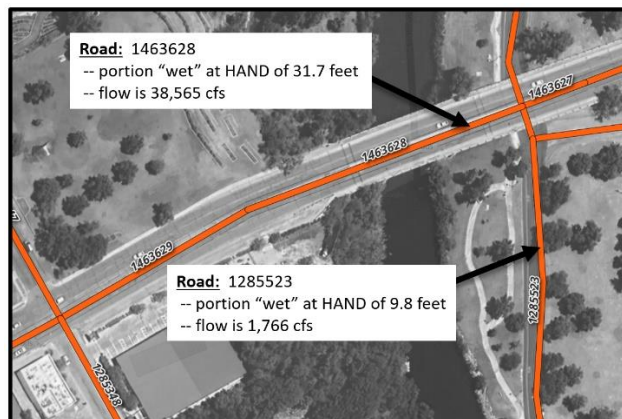 Road: 1463628
-- portion “wet” at HAND of 31.7 feet
-- flow is 38,565 cfs
1463627
1463628
1463629
Road: 1285523
-- portion “wet” at HAND of 9.8 feet
-- flow is 1,766 cfs
1285523
1285348